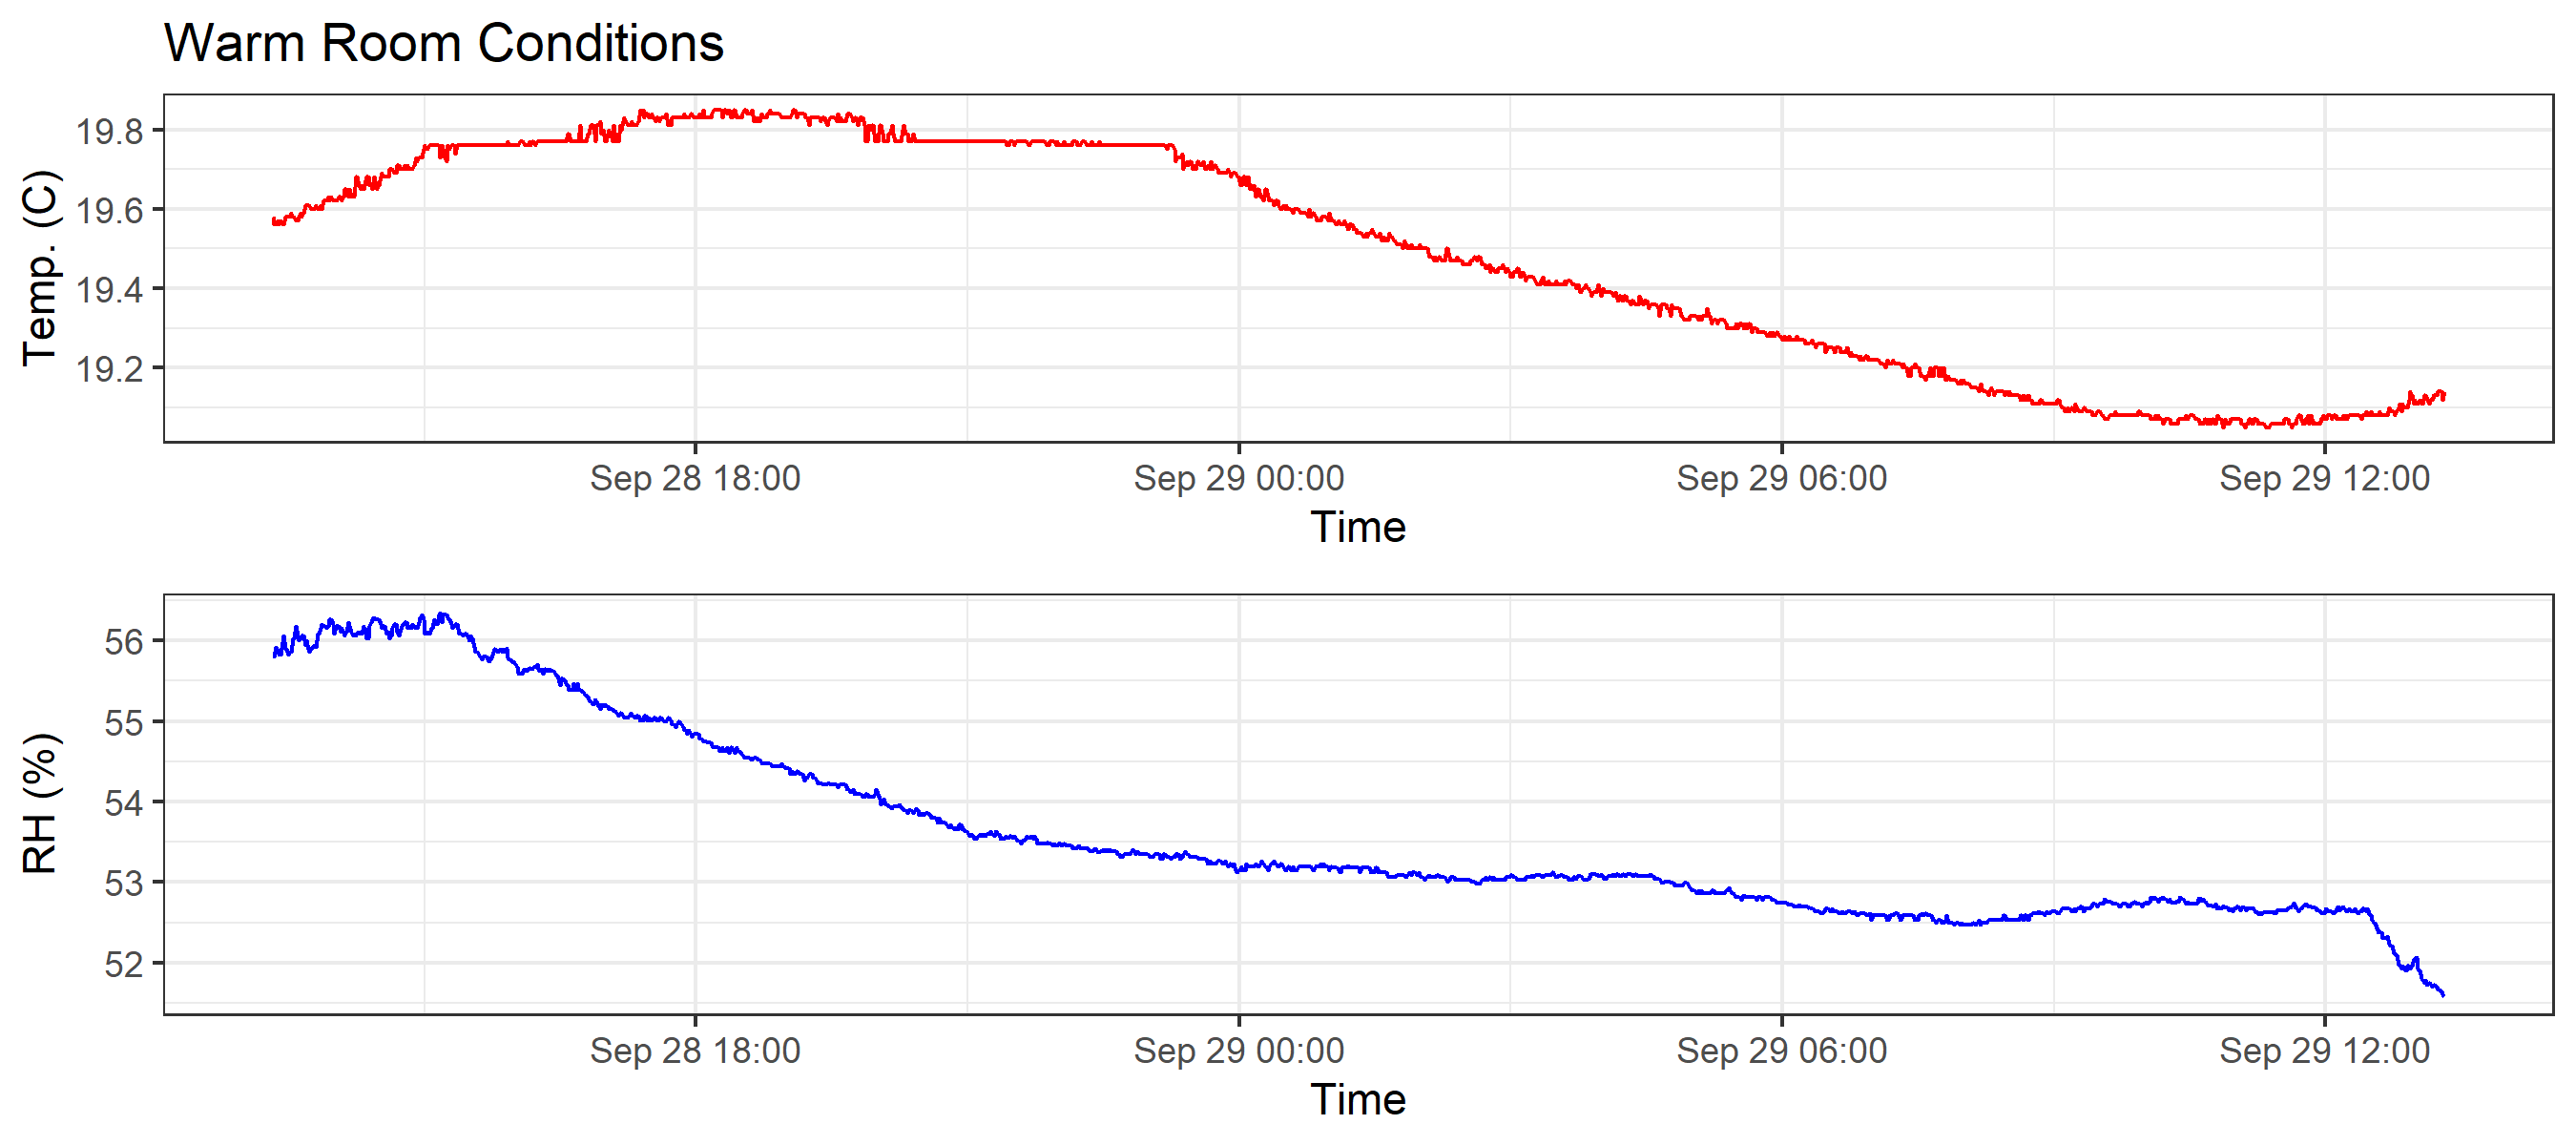 Warm Room Conditions
Temp. (C)
19.8
19.6
19.4
19.2
Sep 28 18:00 Sep 29 00:00 Sep 29 06:00 Sep 29 12:00
Time
RH (%)
56
55
54
53
52
Sep 28 18:00 Sep 29 00:00 Sep 29 06:00 Sep 29 12:00
Time